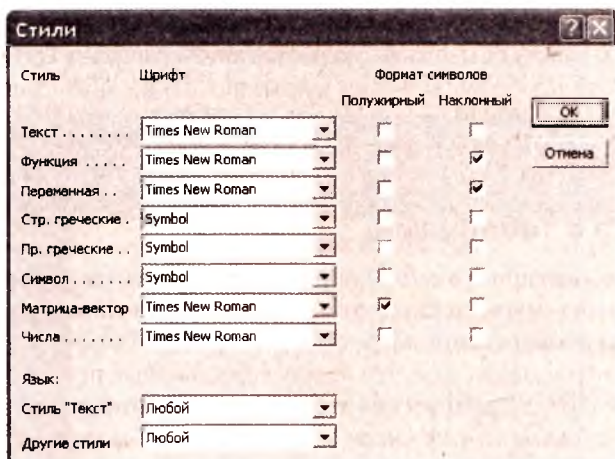 Стили
Стиль Шрифт Формат символов
Полужирный Наклонный
OK
Текст . . . . . . . . Times New Roman
Функция . . . . . Times New Roman
Отмена
Переменная . . Times New Roman
Стр. греческие . Symbol
Пр. греческие . . Symbol
Символ . . . . . . . Symbol
Матрица-вектор Times New Roman
Числа . . . . . . . Times New Roman
Язык:
Стиль "Текст" Любой
Другие стили Любой